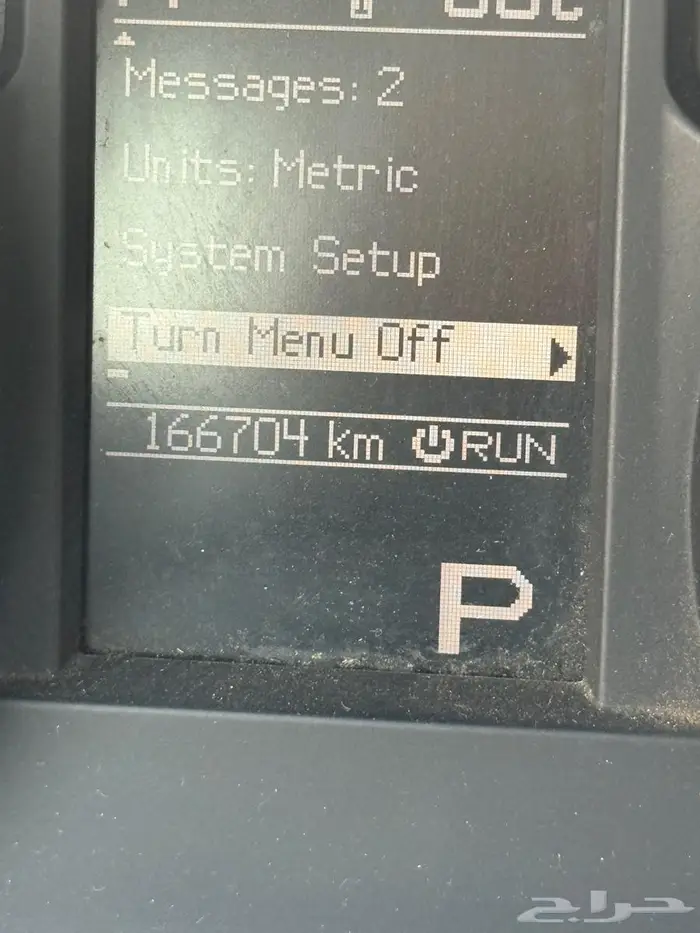 Messages: 2
Units: Metric
System Setup
Turn Menu Off
166704 km RUN
P
حراج